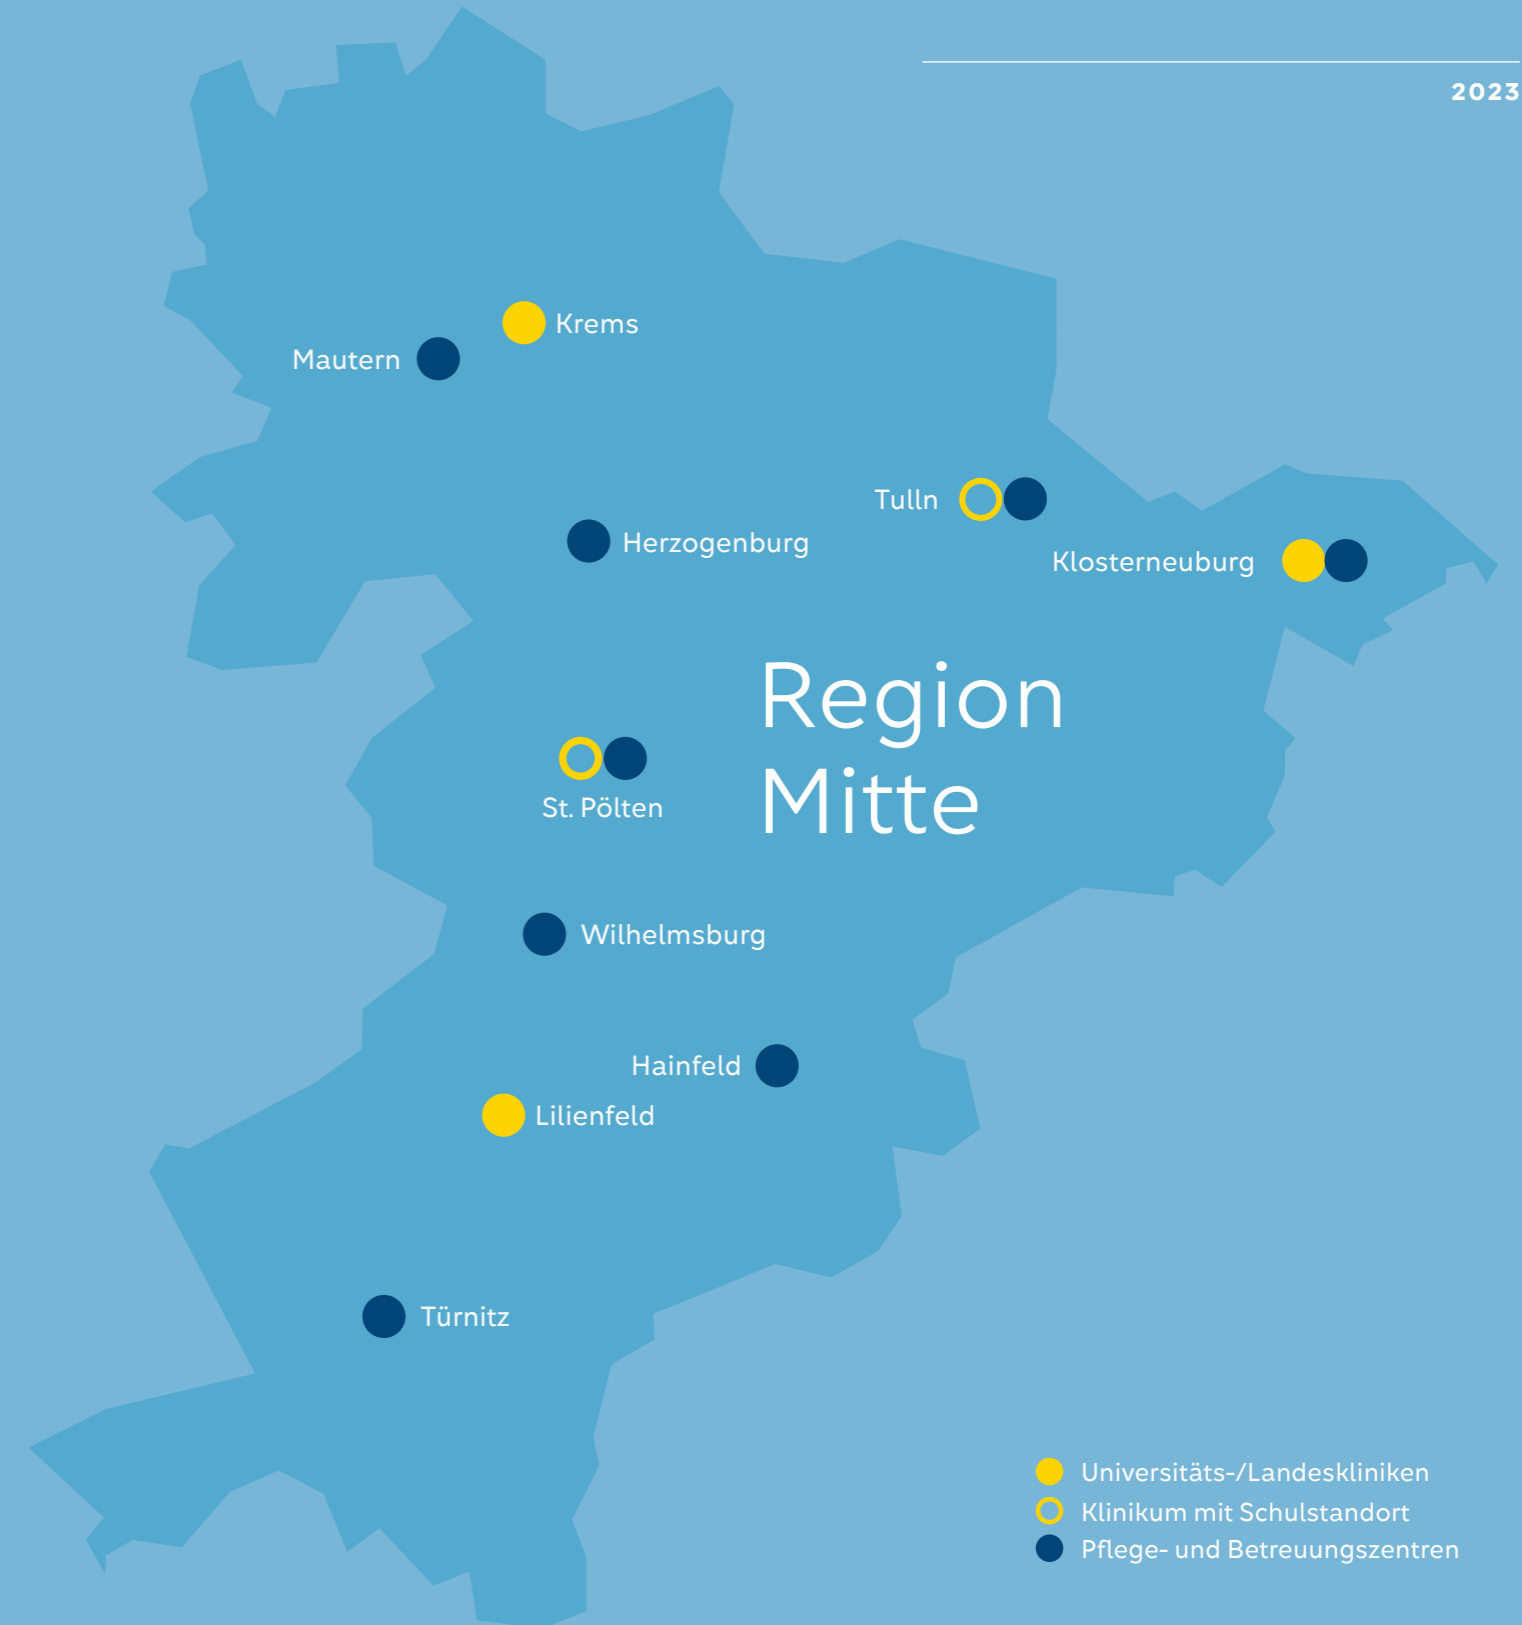 2023
Krems
Mautern
Tulln
Herzogenburg
Klosterneuburg
Region
Mitte
St. Pölten
Wilhelmsburg
Hainfeld
Lilienfeld
Türnitz
Universitäts-/Landeskliniken
Klinikum mit Schulstandort
Pflege- und Betreuungszentren